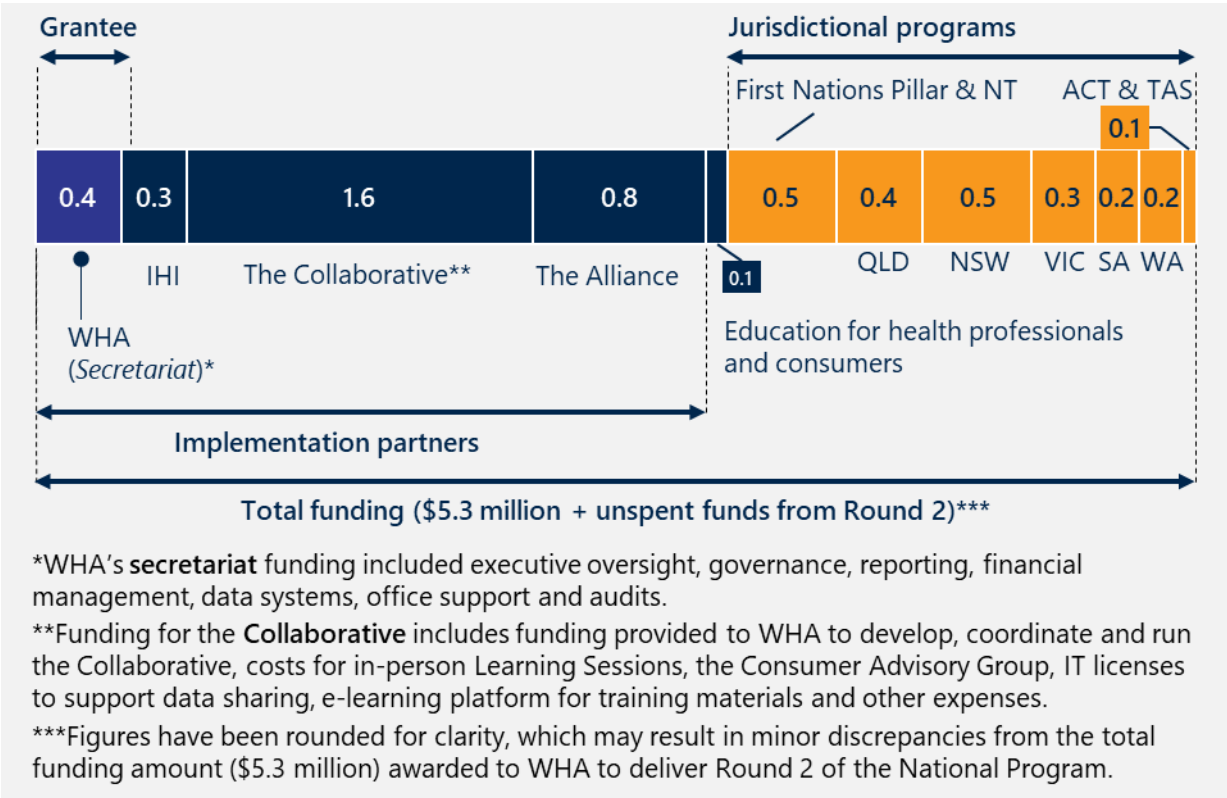 Grantee
Jurisdictional programs
First Nations Pillar & NT
ACT & TAS
0.1
0.4
0.3
1.6
0.8
0.5
0.4
0.5
0.3
0.2
0.2
IHI
The Collaborative**
The Alliance
0.1
QLD
NSW
VIC
SA
WA
WHA
(Secretariat)*
Education for health professionals
and consumers
Implementation partners
Total funding ($5.3 million + unspent funds from Round 2)***
*WHA's secretariat funding included executive oversight, governance, reporting, financial
management, data systems, office support and audits.
**Funding for the Collaborative includes funding provided to WHA to develop, coordinate and run
the Collaborative, costs for in-person Learning Sessions, the Consumer Advisory Group, IT licenses
to support data sharing, e-learning platform for training materials and other expenses.
***Figures have been rounded for clarity, which may result in minor discrepancies from the total
funding amount ($5.3 million) awarded to WHA to deliver Round 2 of the National Program.